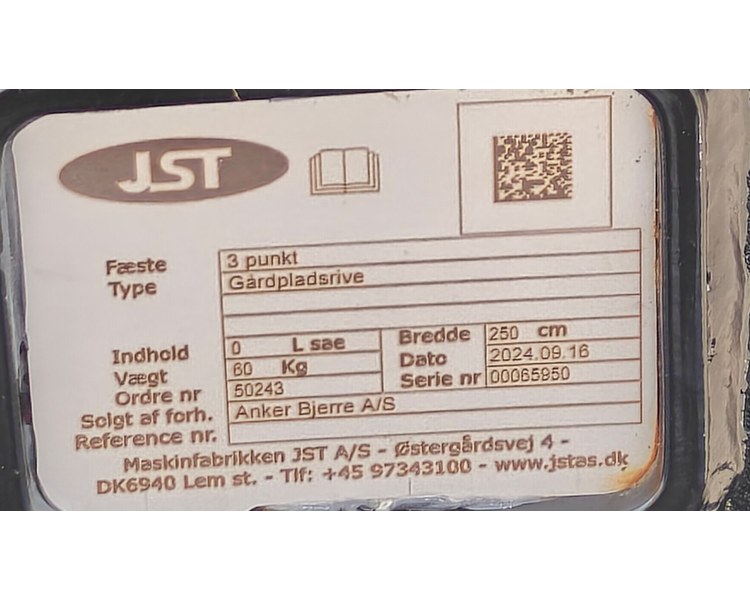 JST
Fæste 3 punkt
Type Gårdpladsrive
Indhold 0 L sae Bredde 250 cm
Vægt 60 Kg Dato 2024.09.16
Ordre nr 50243 Serie nr 00065950
Solgt af forh. Anker Bjerre A/S
Reference nr.
Maskinfabrikken JST A/S - Østergårdsvej 4 -
DK6940 Lem st. - Tlf: +45 97343100 - www.jstas.dk